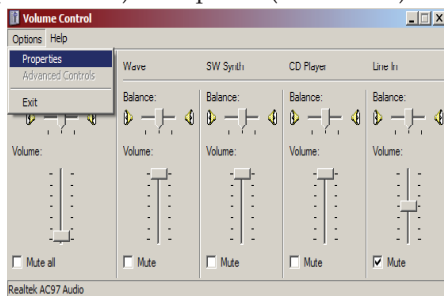 Volume Control
Options Help
Properties
Advanced Controls
Exit
Wave
SW Synth
CD Player
Line In
Balance:
Balance:
Balance:
Balance:
Volume:
Volume:
Volume:
Volume:
Volume:
Mute all
Mute
Mute
Mute
Mute
Realtek AC97 Audio